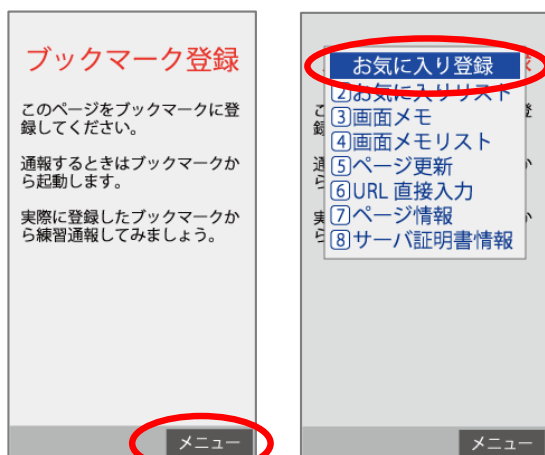 ブックマーク登録
このページをブックマークに登
録してください。
通報するときはブックマークか
ら起動します。
実際に登録したブックマークか
ら練習通報してみましょう。
メニュー
お気に入り登録
2お気に入りリスト
3画面メモ
4画面メモリスト
5ページ更新
6URL 直接入力
7ページ情報
8サーバ証明書情報
メニュー